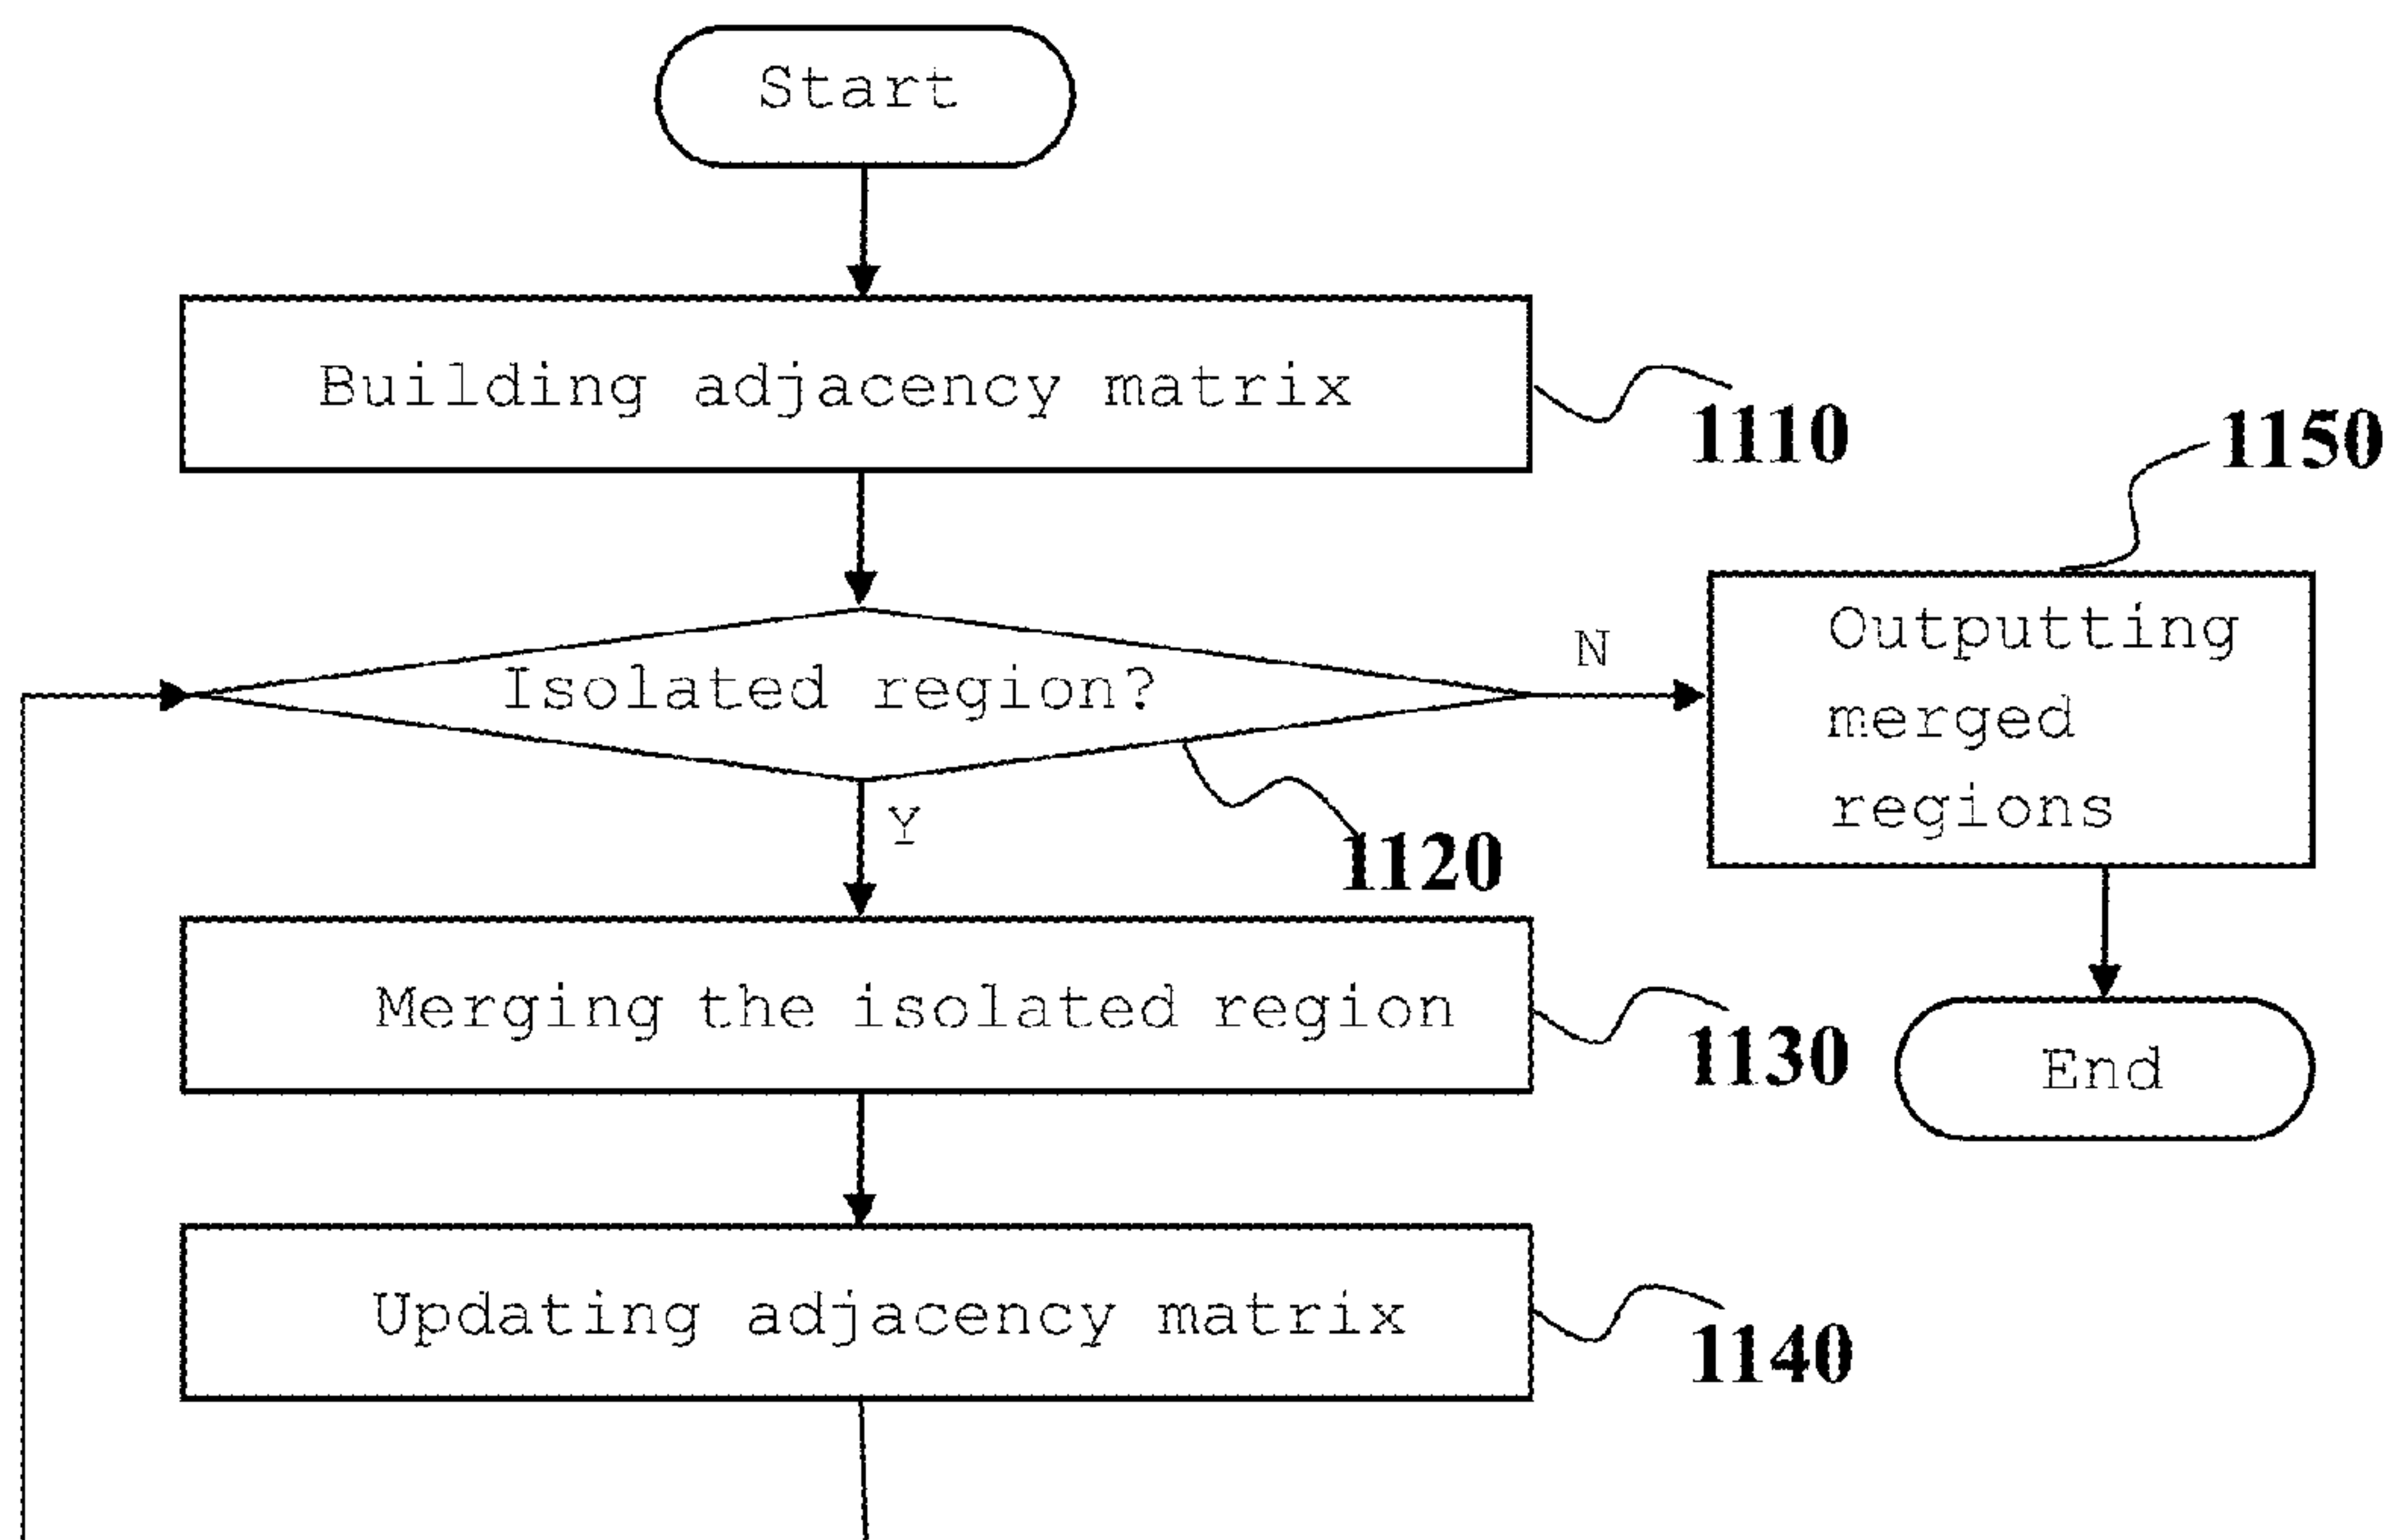 Start
Building adjacency matrix
1110
1150
Isolated region?
N
Outputting
merged
regions
Y
1120
Merging the isolated region
1130
End
Updating adjacency matrix
1140